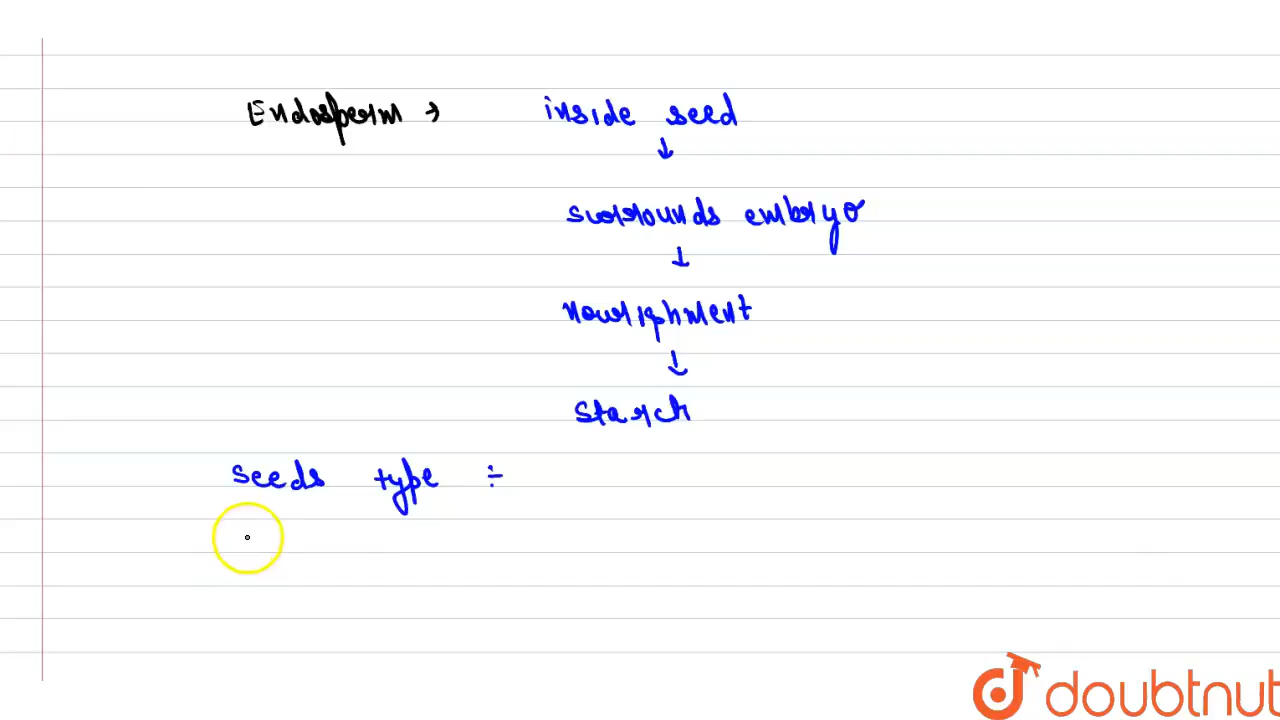 Endosperm → inside seed
↓
surrounds embryo
↓
nourishment
↓
starch
seeds type :-
doubtnut